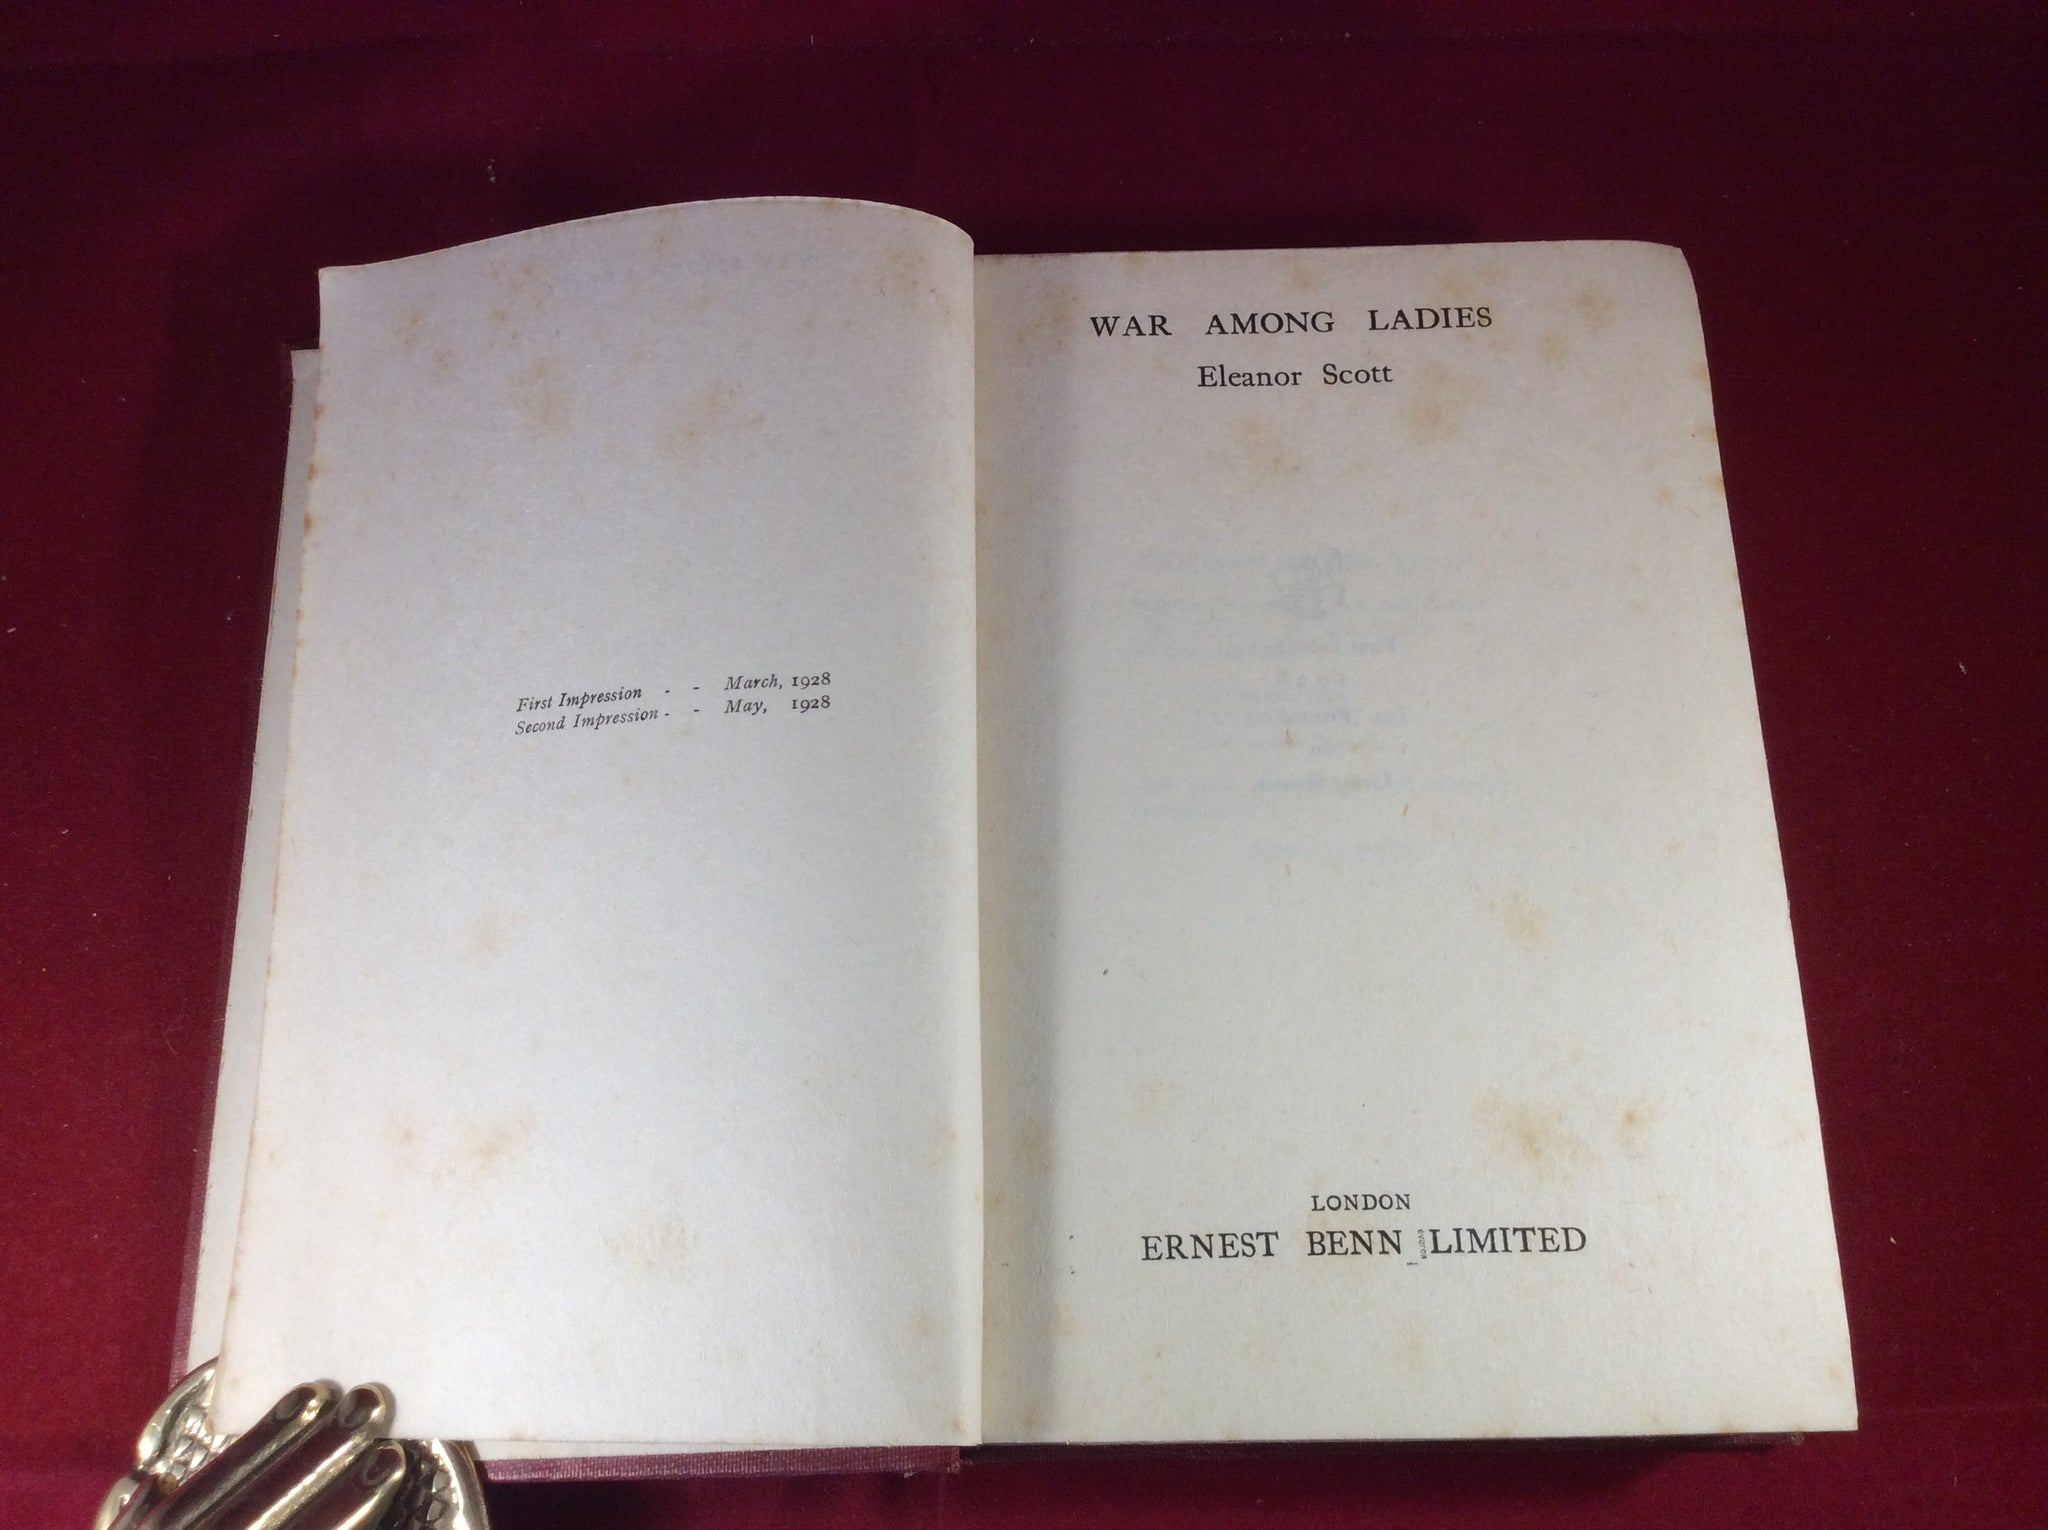 First Impression - - March, 1928
Second Impression - - May, 1928
WAR AMONG LADIES
Eleanor Scott
LONDON
ERNEST BENN LIMITED